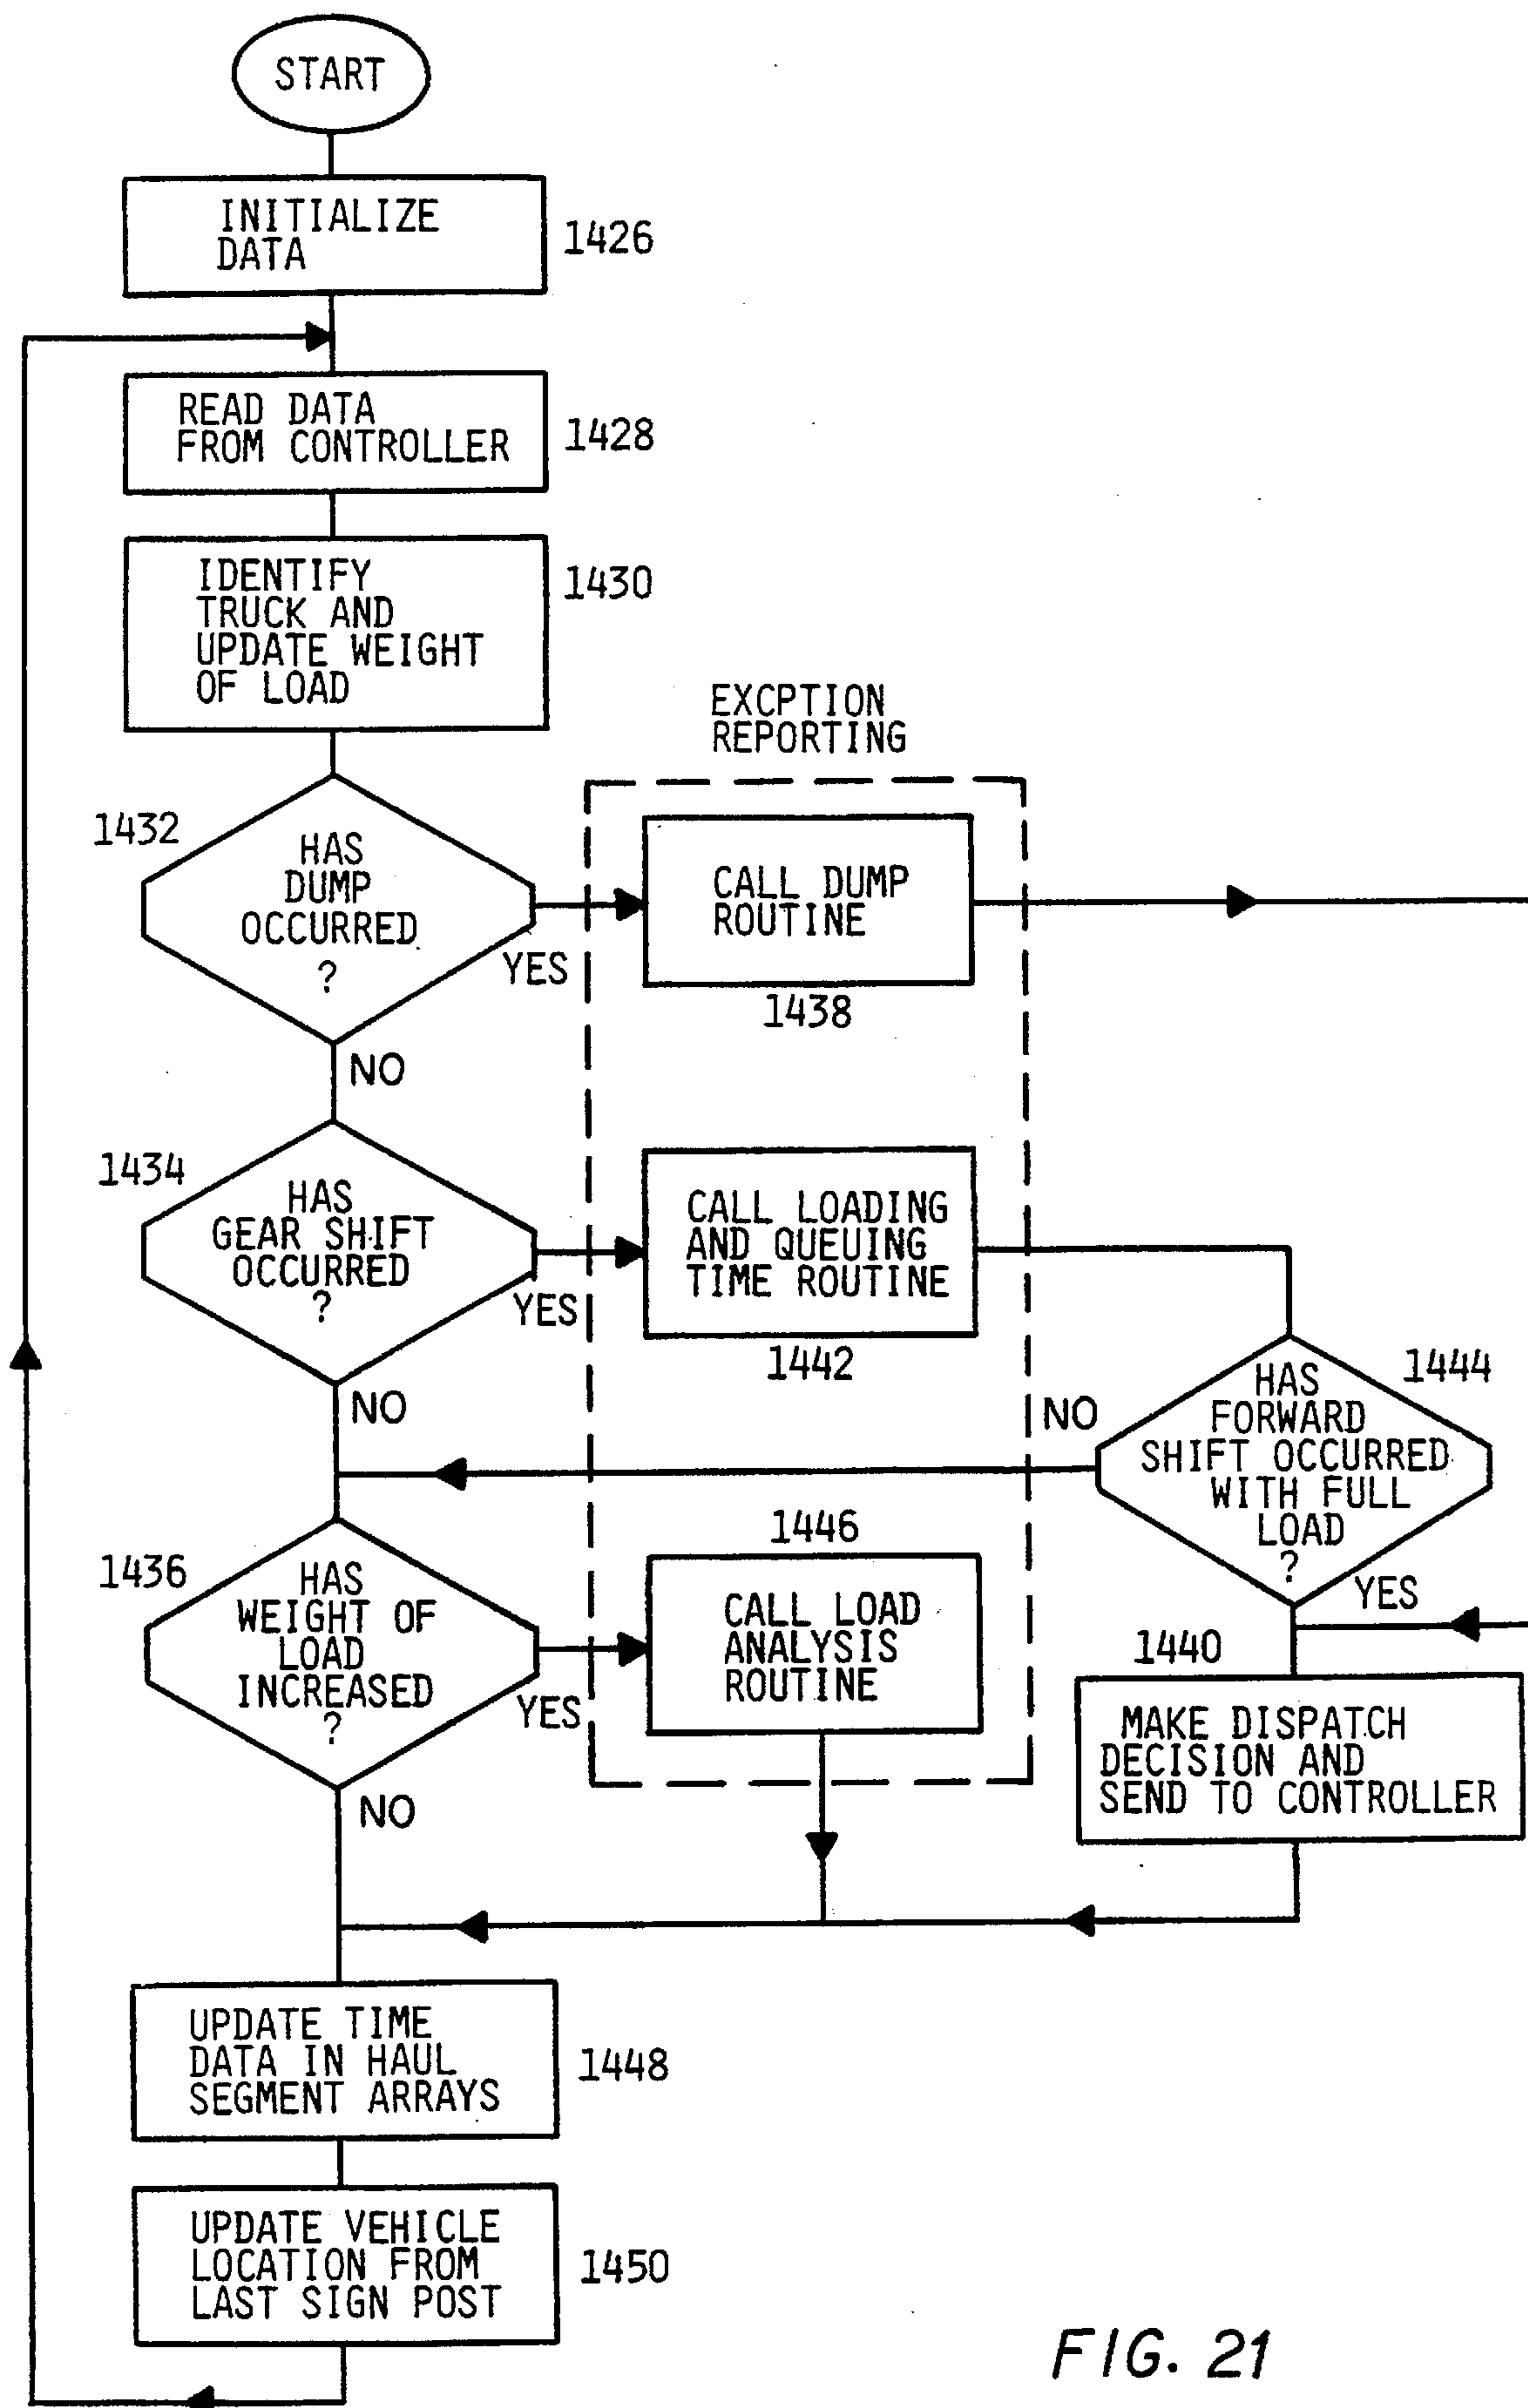 START
INITIALIZE
DATA
1426
READ DATA
FROM CONTROLLER
1428
IDENTIFY
TRUCK AND
UPDATE WEIGHT
OF LOAD
1430
EXCPTION
REPORTING
1432
HAS
DUMP
OCCURRED
?
YES
NO
CALL DUMP
ROUTINE
1438
1434
HAS
GEAR SHIFT
OCCURRED
?
YES
NO
CALL LOADING
AND QUEUING
TIME ROUTINE
1442
1444
HAS
FORWARD
SHIFT OCCURRED
WITH FULL
LOAD
?
NO
YES
1436
HAS
WEIGHT OF
LOAD
INCREASED
?
YES
NO
1446
CALL LOAD
ANALYSIS
ROUTINE
1440
MAKE DISPATCH
DECISION AND
SEND TO CONTROLLER
UPDATE TIME
DATA IN HAUL
SEGMENT ARRAYS
1448
UPDATE VEHICLE
LOCATION FROM
LAST SIGN POST
1450
FIG. 21